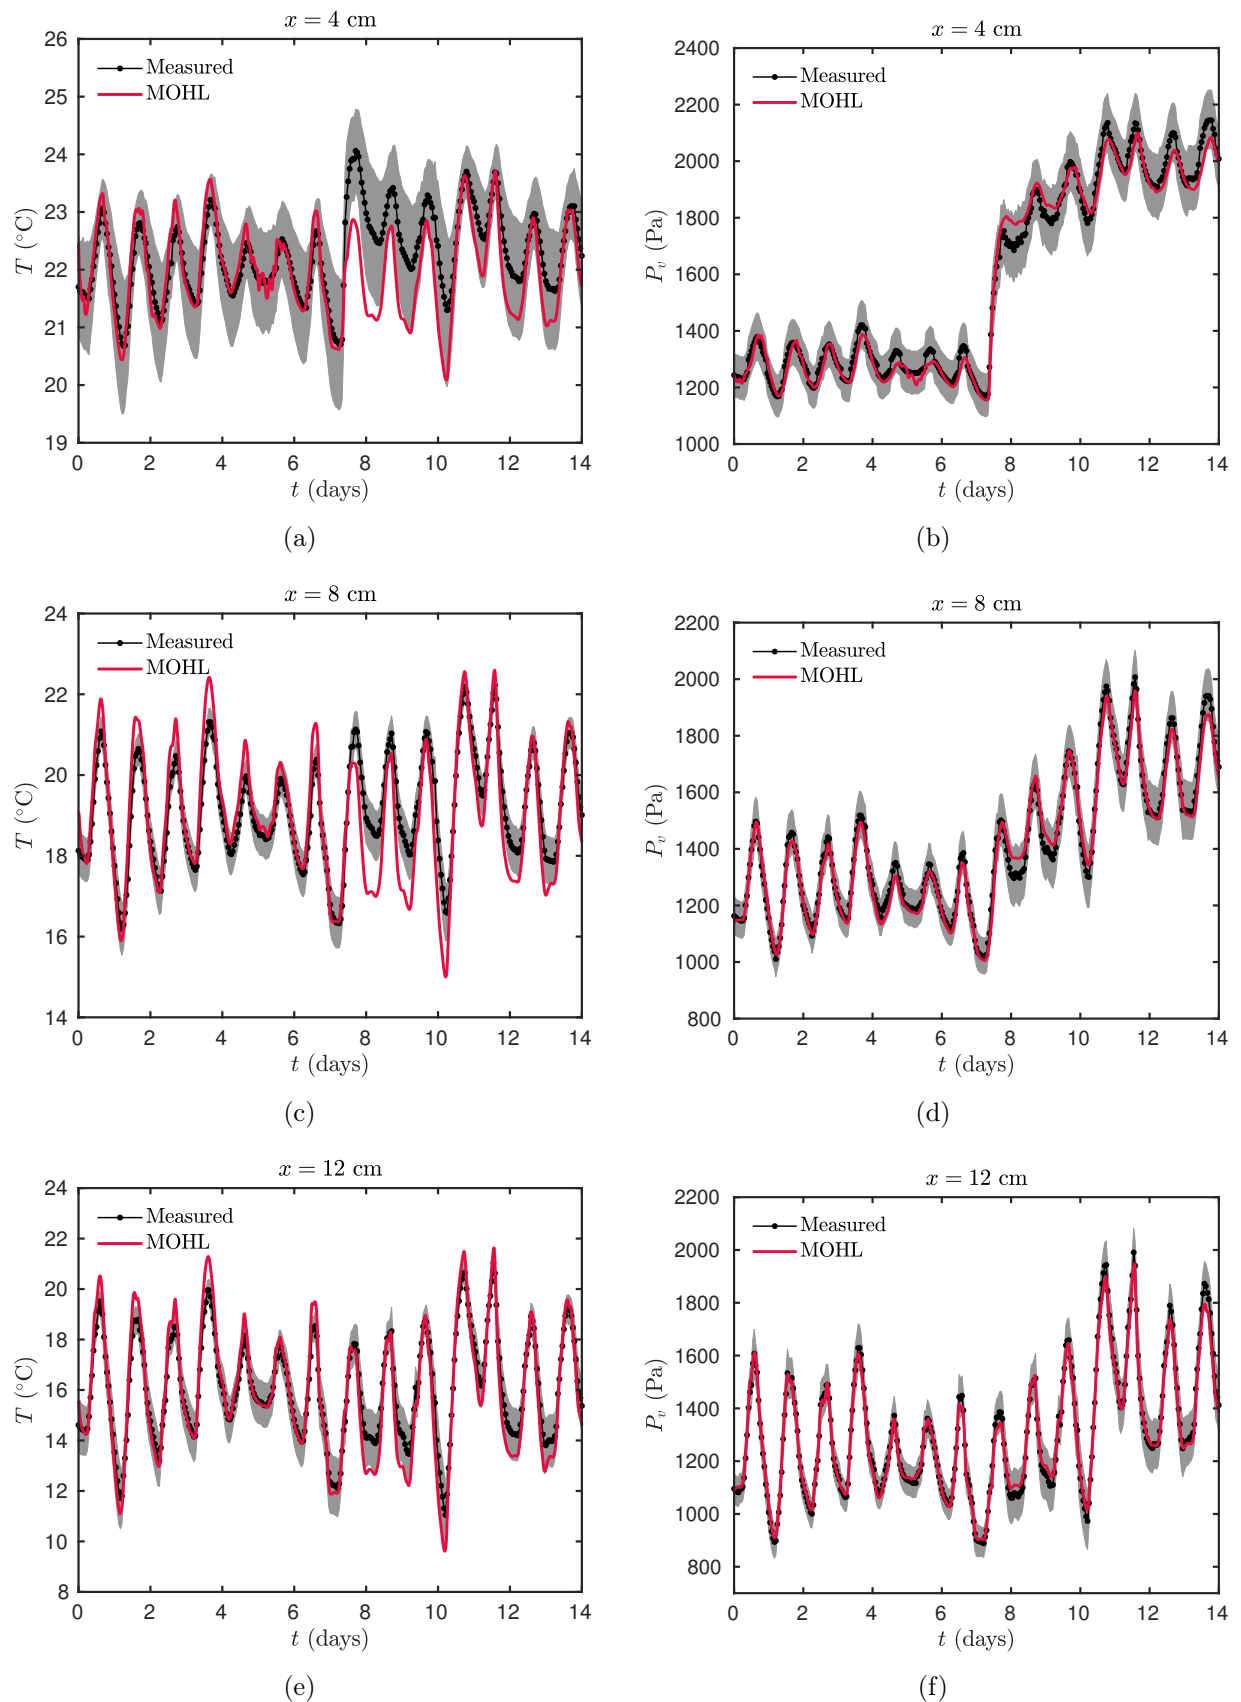 x = 4 cm
26
25
24
23
22
21
20
19
T (°C)
Measured
MOHL
0 2 4 6 8 10 12 14
t (days)
(a)
x = 4 cm
2400
2200
2000
1800
1600
1400
1200
1000
P_v (Pa)
Measured
MOHL
0 2 4 6 8 10 12 14
t (days)
(b)
x = 8 cm
24
22
20
18
16
14
T (°C)
Measured
MOHL
0 2 4 6 8 10 12 14
t (days)
(c)
x = 8 cm
2200
2000
1800
1600
1400
1200
1000
800
P_v (Pa)
Measured
MOHL
0 2 4 6 8 10 12 14
t (days)
(d)
x = 12 cm
24
22
20
18
16
14
12
10
8
T (°C)
Measured
MOHL
0 2 4 6 8 10 12 14
t (days)
(e)
x = 12 cm
2200
2000
1800
1600
1400
1200
1000
800
P_v (Pa)
Measured
MOHL
0 2 4 6 8 10 12 14
t (days)
(f)